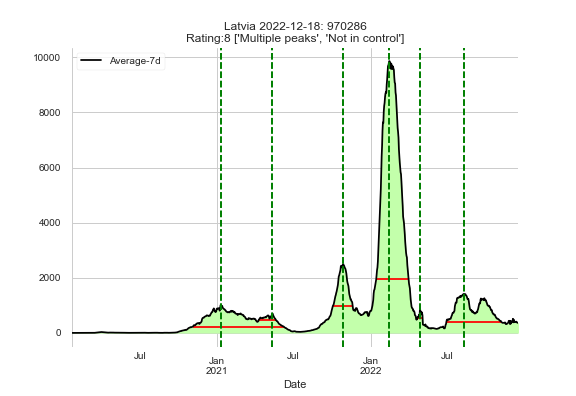 Latvia 2022-12-18: 970286
Rating:8 ['Multiple peaks', 'Not in control']
Average-7d
10000
8000
6000
4000
2000
0
Jul
Jan
2021
Jul
Jan
2022
Jul
Date